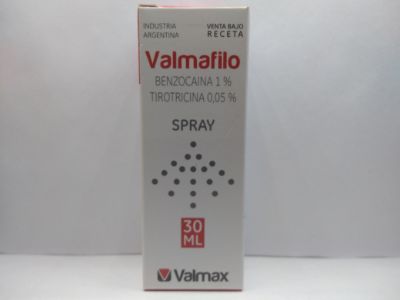 INDUSTRIA
ARGENTINA
VENTA BAJO
RECETA
Valmafilo
BENZOCAINA 1 %
TIROTRICINA 0,05 %
SPRAY
30
ML
Valmax